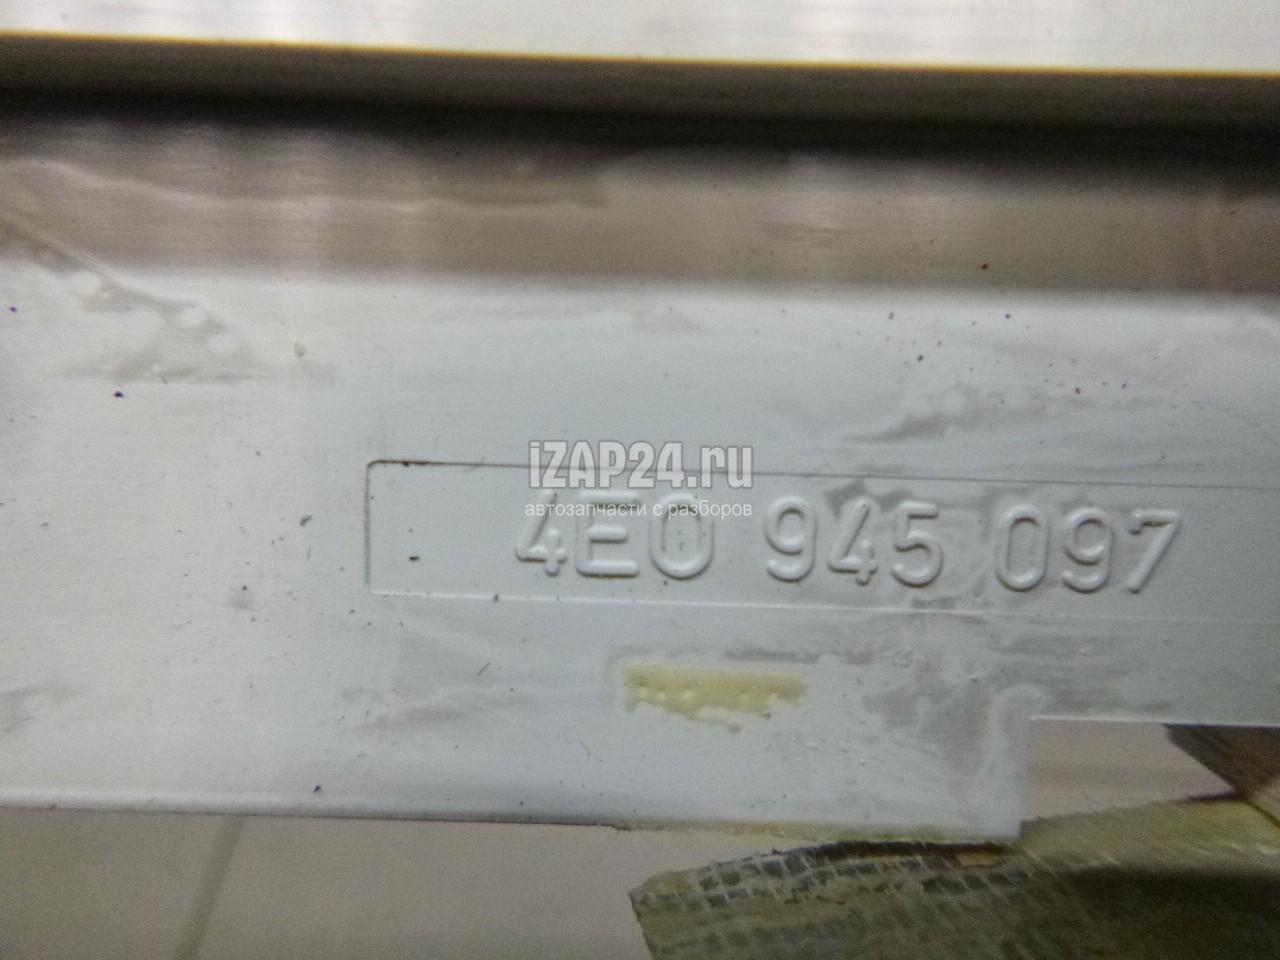 iZAP24.ru
автозапчасти с разборов
4E0 945 097